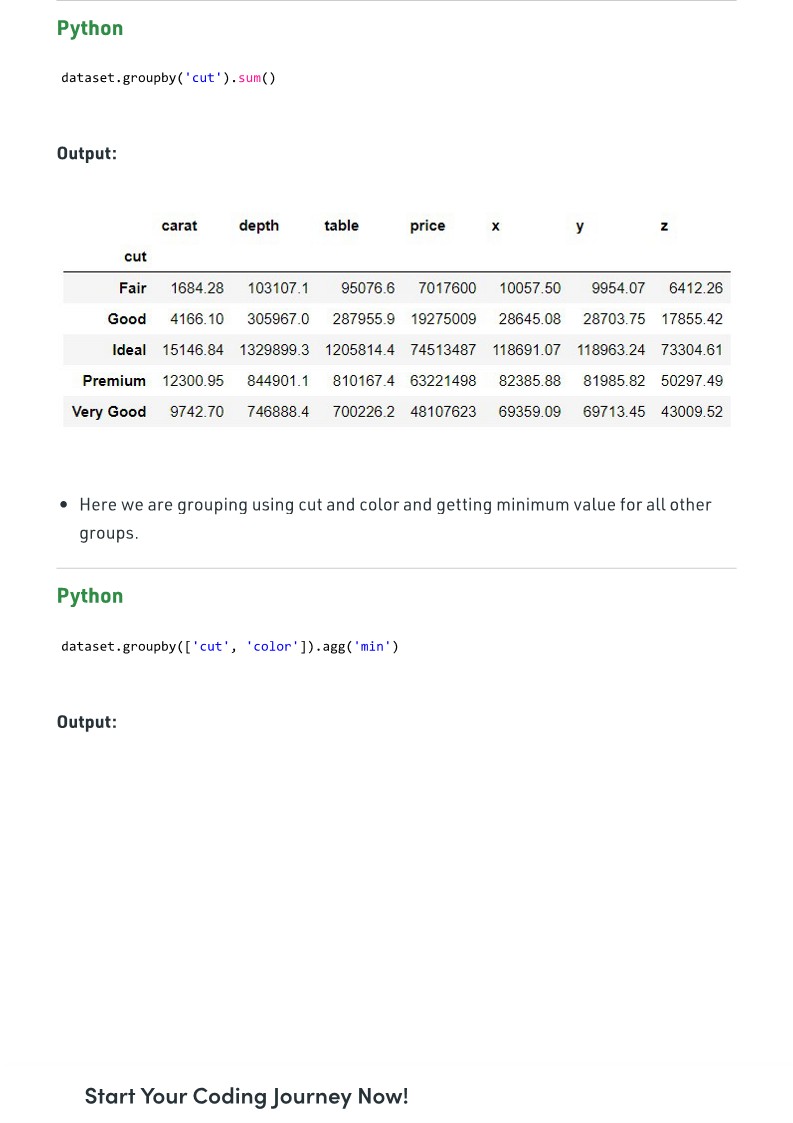 Python
dataset.groupby('cut').sum()
Output:
carat depth table price x y z
cut
Fair 1684.28 103107.1 95076.6 7017600 10057.50 9954.07 6412.26
Good 4166.10 305967.0 287955.9 19275009 28645.08 28703.75 17855.42
Ideal 15146.84 1329899.3 1205814.4 74513487 118691.07 118963.24 73304.61
Premium 12300.95 844901.1 810167.4 63221498 82385.88 81985.82 50297.49
Very Good 9742.70 746888.4 700226.2 48107623 69359.09 69713.45 43009.52
• Here we are grouping using cut and color and getting minimum value for all other
groups.
Python
dataset.groupby(['cut', 'color']).agg('min')
Output:
Start Your Coding Journey Now!